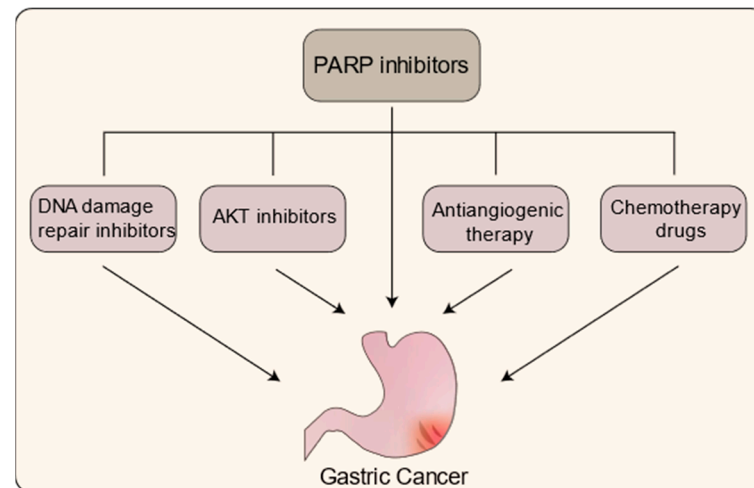 PARP inhibitors
DNA damage
repair inhibitors
AKT inhibitors
Antiangiogenic
therapy
Chemotherapy
drugs
Gastric Cancer